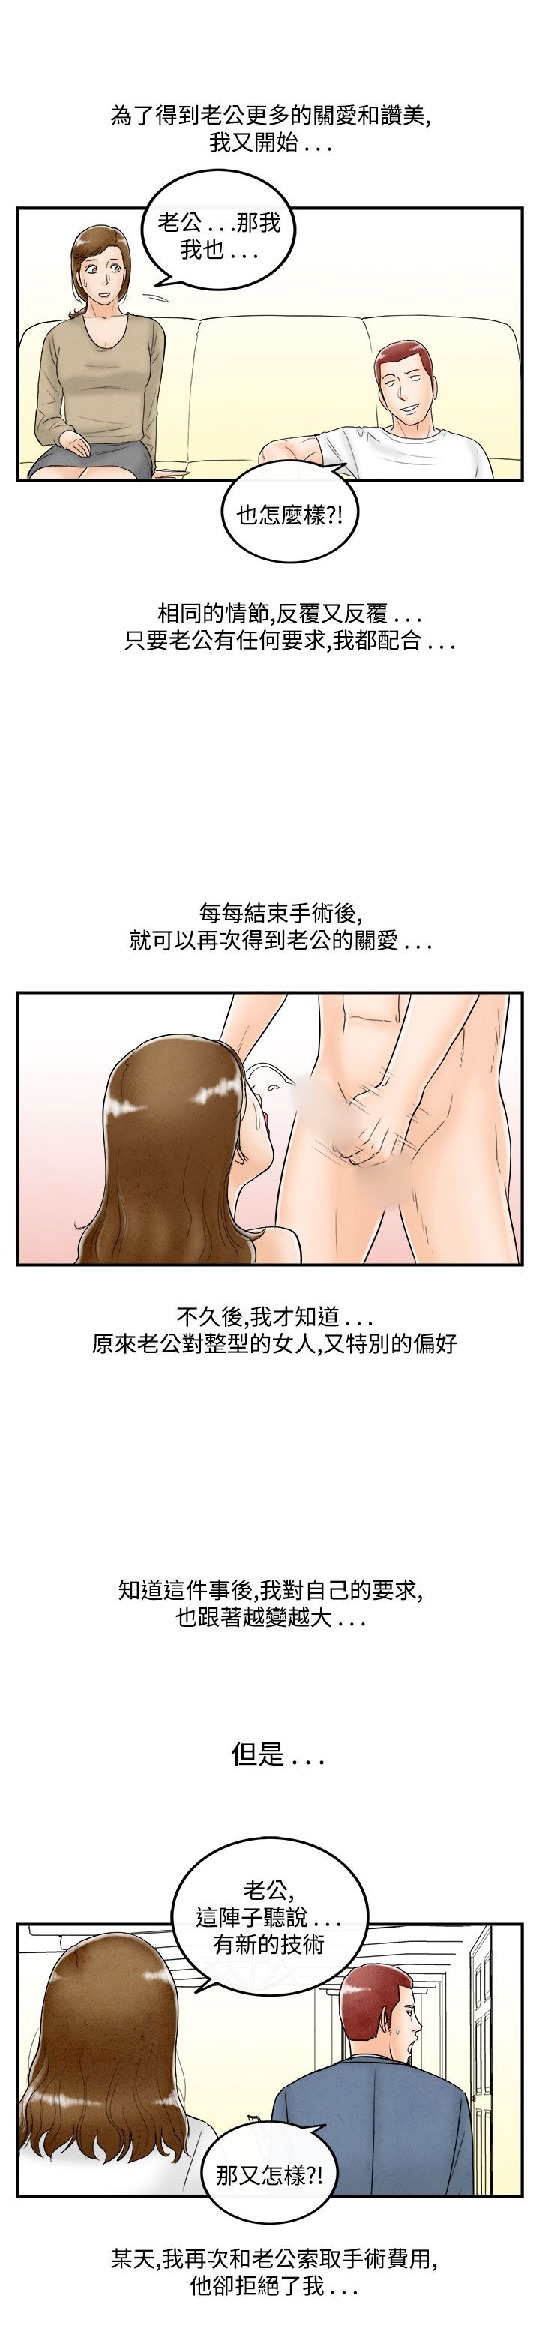 為了得到老公更多的關愛和讚美,
我又開始...
老公...那我
我也...
也怎麼樣?!
相同的情節,反覆又反覆...
只要老公有任何要求,我都配合...
每每結束手術後,
就可以再次得到老公的關愛...
不久後,我才知道...
原來老公對整型的女人,又特別的偏好
知道這件事後,我對自己的要求,
也跟著越變越大...
但是...
老公,
這陣子聽說...
有新的技術
那又怎樣?!
某天,我再次和老公索取手術費用,
他卻拒絕了我...